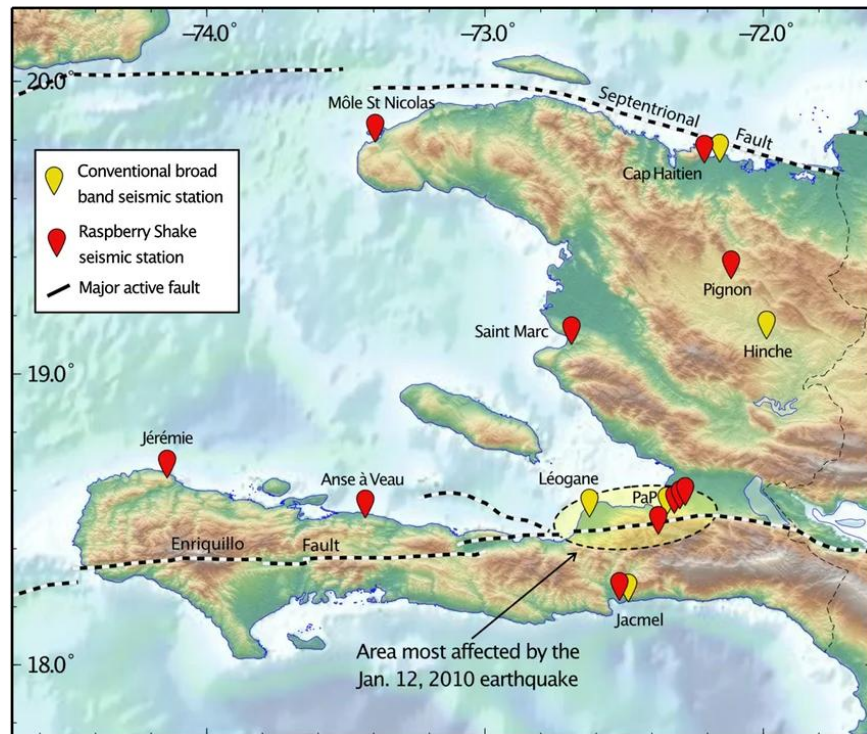 −74.0
−73.0
−72.0
20.0°
Môle St Nicolas
Septentrional
Fault
Cap Haitien
Conventional broad
band seismic station
Raspberry Shake
seismic station
Major active fault
Pignon
Saint Marc
Hinche
19.0°
Jérémie
Anse à Veau
Léogane
PaP
Enriquillo
Fault
Jacmel
Area most affected by the
Jan. 12, 2010 earthquake
18.0°